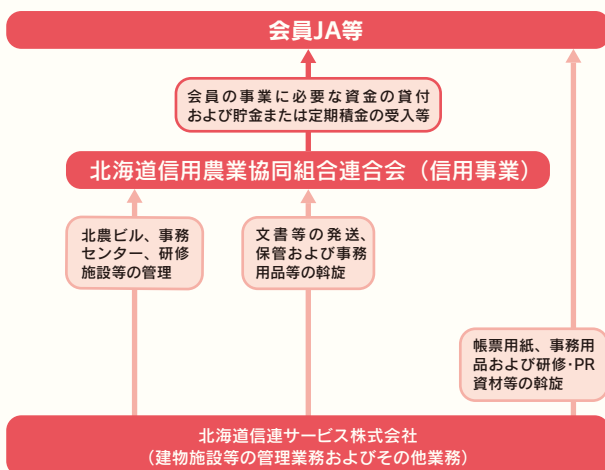 会員JA等
会員の事業に必要な資金の貸付
および貯金または定期積金の受入等
北海道信用農業協同組合連合会（信用事業）
北農ビル、事務
センター、研修
施設等の管理
文書等の発送、
保管および事務
用品等の斡旋
帳票用紙、事務用
品および研修・PR
資材等の斡旋
北海道信連サービス株式会社
（建物施設等の管理業務およびその他業務）